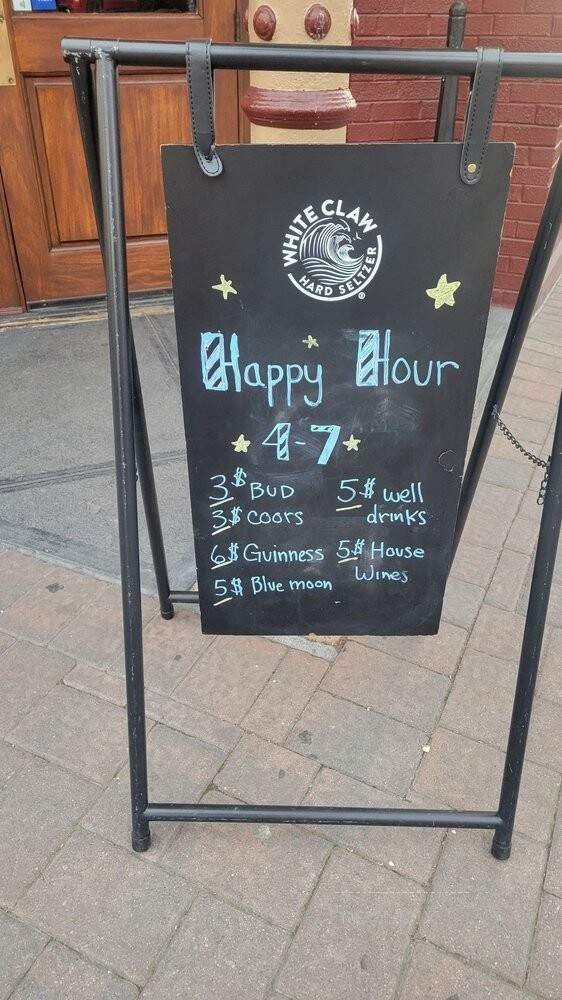 WHITE CLAW
HARD SELTZER
®
Happy Hour
4-7
3$ BUD
3$ Coors
6$ Guinness
5$ Blue moon
5$ well
drinks
5$ House
Wines